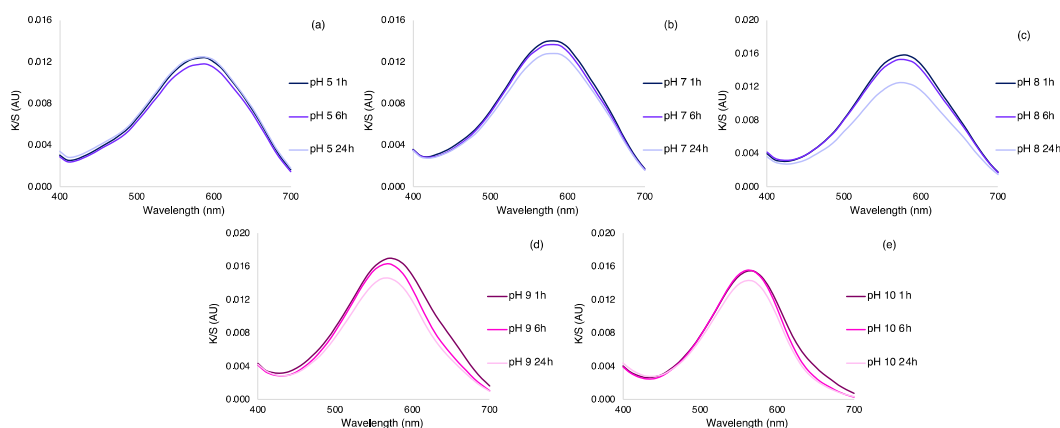 (a)
0.016
0.012
0.008
0.004
0.000
K/S (AU)
400
500
600
700
Wavelength (nm)
pH 5 1h
pH 5 6h
pH 5 24h
(b)
0.016
0.012
0.008
0.004
0.000
K/S (AU)
400
500
600
700
Wavelength (nm)
pH 7 1h
pH 7 6h
pH 7 24h
(c)
0.020
0.016
0.012
0.008
0.004
0.000
K/S (AU)
400
500
600
700
Wavelength (nm)
pH 8 1h
pH 8 6h
pH 8 24h
(d)
0.020
0.016
0.012
0.008
0.004
0.000
K/S (AU)
400
500
600
700
Wavelength (nm)
pH 9 1h
pH 9 6h
pH 9 24h
(e)
0.020
0.016
0.012
0.008
0.004
0.000
K/S (AU)
400
500
600
700
Wavelength (nm)
pH 10 1h
pH 10 6h
pH 10 24h